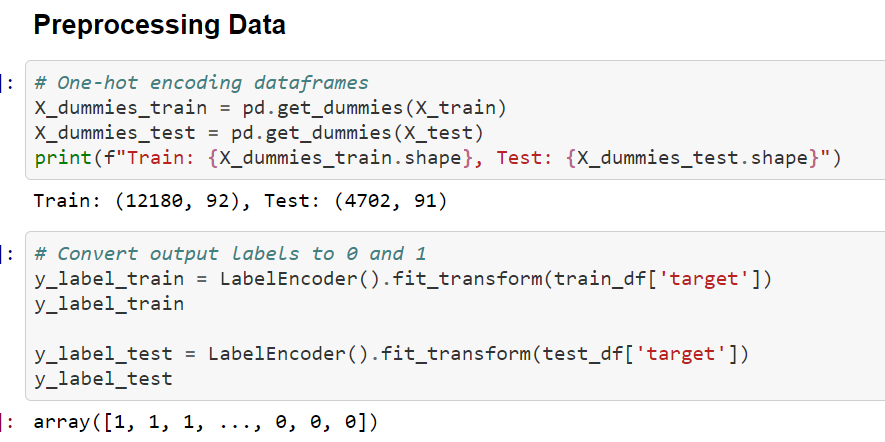 Preprocessing Data
]:
# One-hot encoding dataframes
X_dummies_train = pd.get_dummies(X_train)
X_dummies_test = pd.get_dummies(X_test)
print(f"Train: {X_dummies_train.shape}, Test: {X_dummies_test.shape}")
Train: (12180, 92), Test: (4702, 91)
]:
# Convert output labels to 0 and 1
y_label_train = LabelEncoder().fit_transform(train_df['target'])
y_label_train
y_label_test = LabelEncoder().fit_transform(test_df['target'])
y_label_test
]:
array([1, 1, 1, ..., 0, 0, 0])